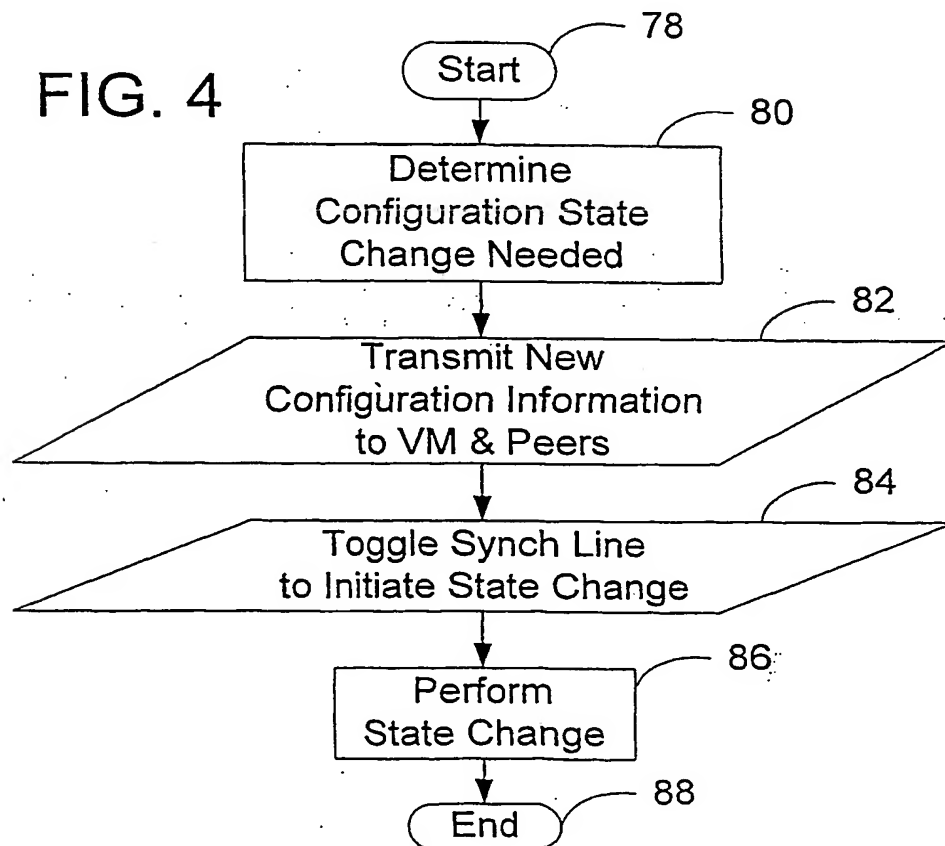 78
Start
FIG. 4
80
Determine
Configuration State
Change Needed
82
Transmit New
Configuration Information
to VM & Peers
84
Toggle Synch Line
to Initiate State Change
86
Perform
State Change
88
End